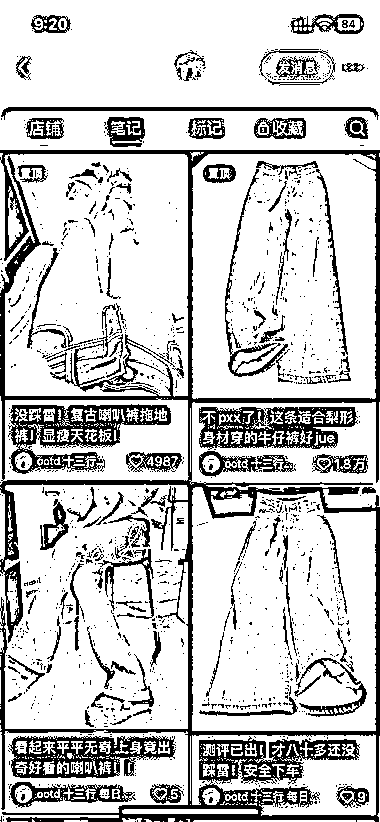 9:20
84
发消息
店铺
笔记
标记
收藏
置顶
置顶
没踩雷！复古喇叭裤拖地
裤！显瘦天花板！
ootd十三行...
4987
不pxx了！这条适合梨形
身材穿的牛仔裤好jue
ootd十三行...
1.8万
看起来平平无奇 上身竟出
奇好看的喇叭裤！
ootd十三行 每日...
5
测评已出！才八十多还没
踩雷！安全下车
ootd十三行 每日...
9